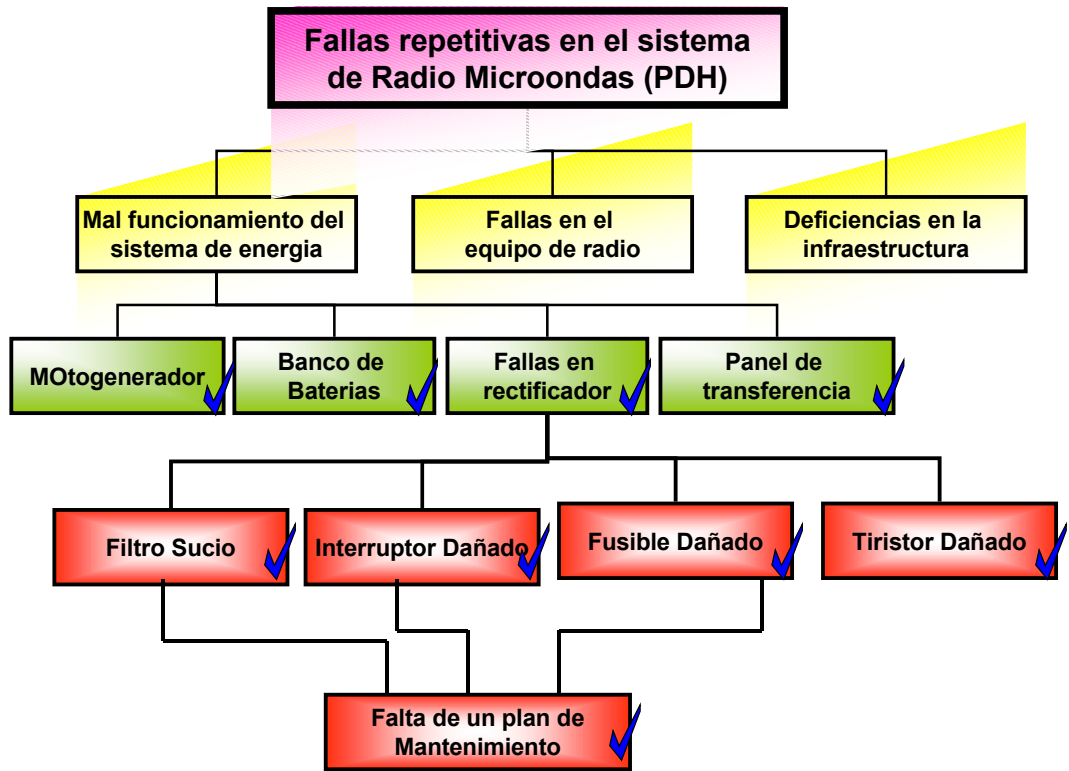 Fallas repetitivas en el sistema
de Radio Microondas (PDH)
Mal funcionamiento del
sistema de energia
Fallas en el
equipo de radio
Deficiencias en la
infraestructura
MOtogenerador
Banco de
Baterias
Fallas en
rectificador
Panel de
transferencia
Filtro Sucio
Interruptor Dañado
Fusible Dañado
Tiristor Dañado
Falta de un plan de
Mantenimiento